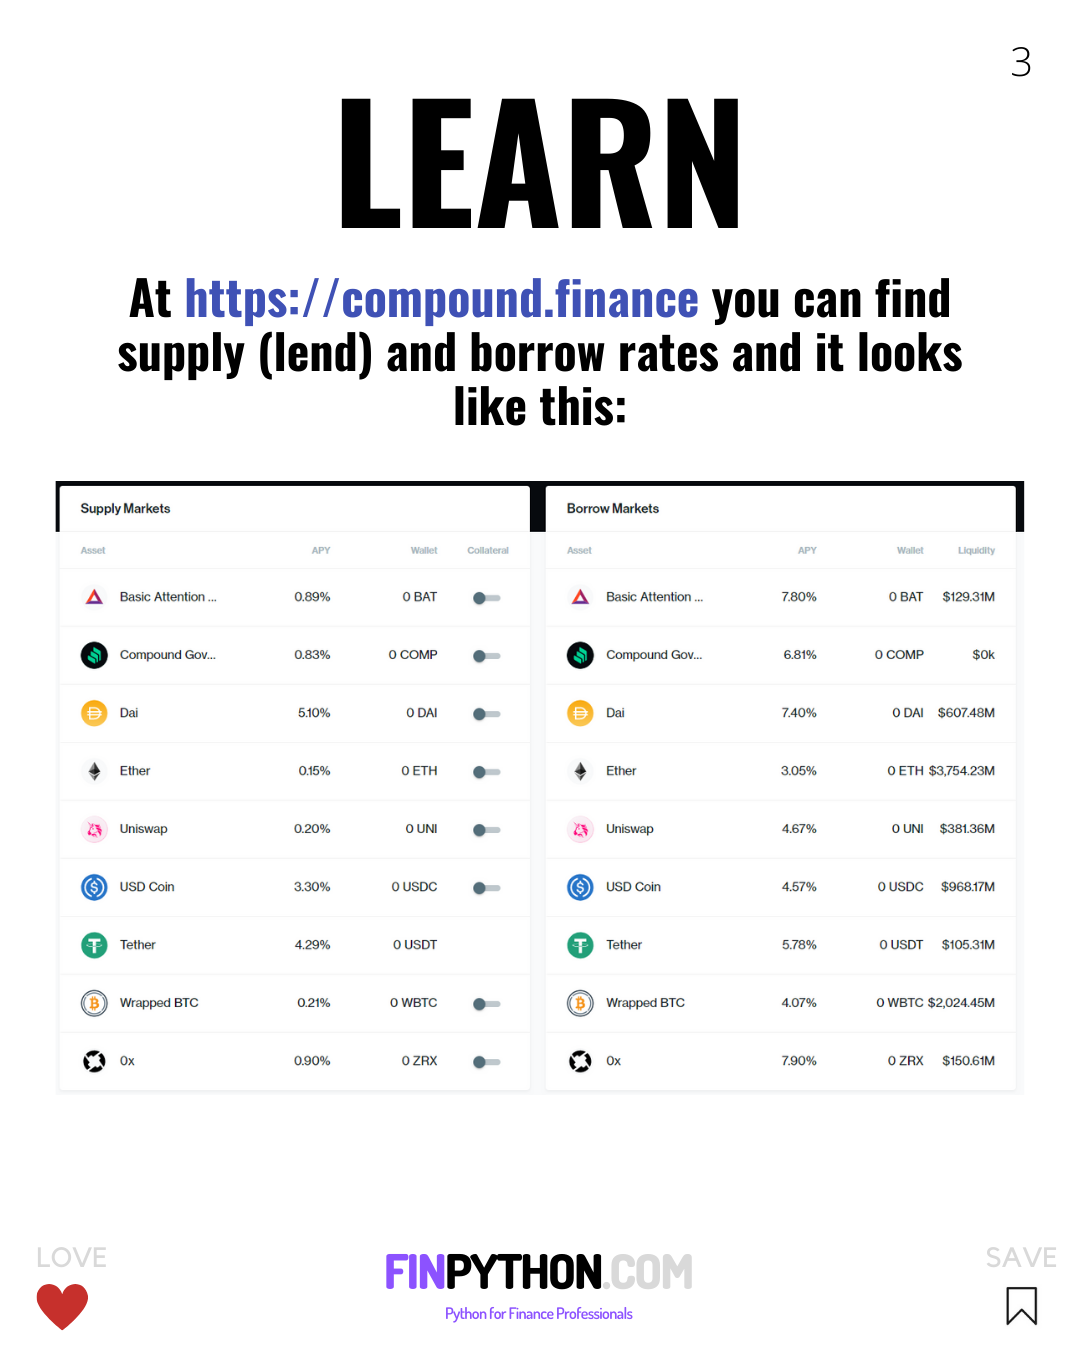 3
LEARN
At https://compound.finance you can find
supply (lend) and borrow rates and it looks
like this:
Supply Markets
Asset APY Wallet Collateral
Basic Attention ... 0.89% 0 BAT
Compound Gov... 0.83% 0 COMP
Dai 5.10% 0 DAI
Ether 0.15% 0 ETH
Uniswap 0.20% 0 UNI
USD Coin 3.30% 0 USDC
Tether 4.29% 0 USDT
Wrapped BTC 0.21% 0 WBTC
0x 0.90% 0 ZRX
Borrow Markets
Asset APY Wallet Liquidity
Basic Attention ... 7.80% 0 BAT $129.31M
Compound Gov... 6.81% 0 COMP $0k
Dai 7.40% 0 DAI $607.48M
Ether 3.05% 0 ETH $3,754.23M
Uniswap 4.67% 0 UNI $381.36M
USD Coin 4.57% 0 USDC $968.17M
Tether 5.78% 0 USDT $105.31M
Wrapped BTC 4.07% 0 WBTC $2,024.45M
0x 7.90% 0 ZRX $150.61M
LOVE
FINPYTHON.COM
Python for Finance Professionals
SAVE